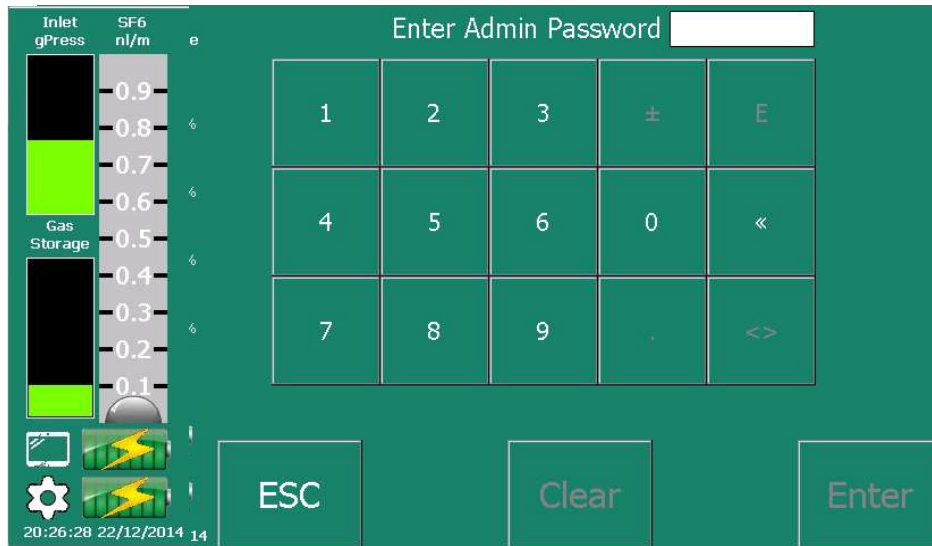 Inlet gPress
SF6 nl/m
e
Enter Admin Password
0.9
0.8
0.7
0.6
0.5
0.4
0.3
0.2
0.1
%
%
%
%
Gas Storage
1 2 3 ± E
4 5 6 0 «
7 8 9 . <>
ESC Clear Enter
20:26:28 22/12/2014
14